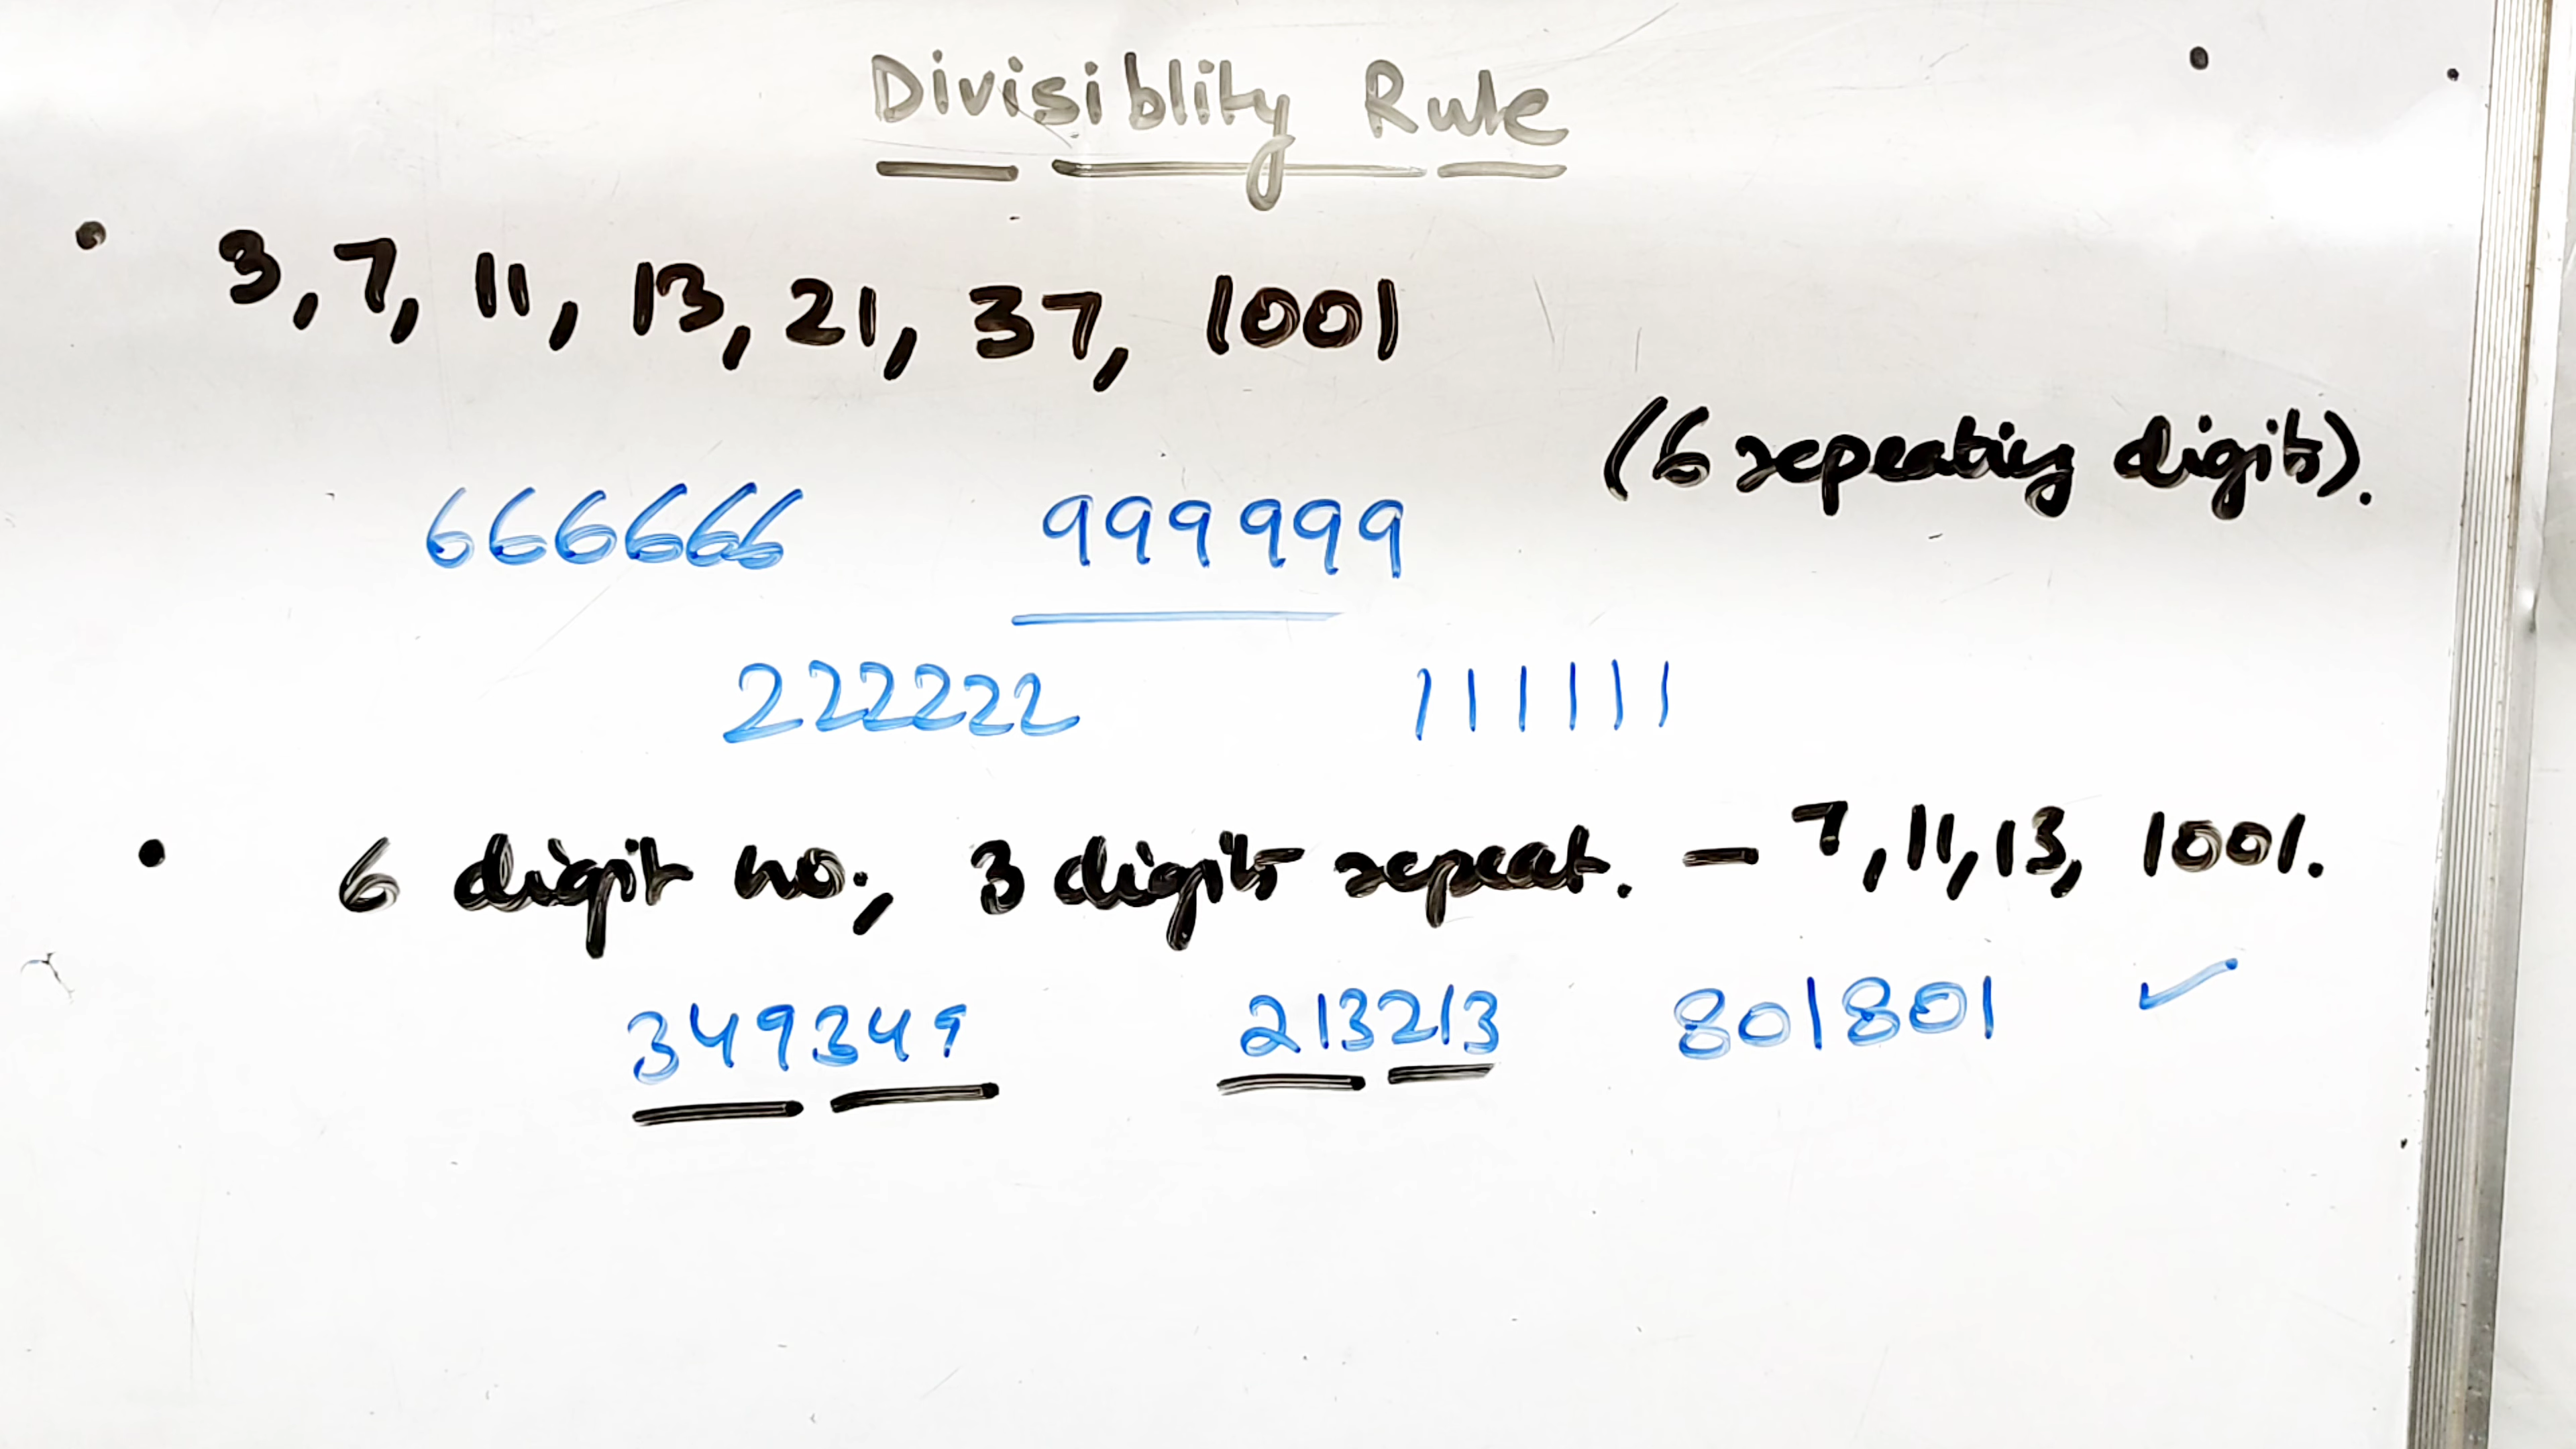 Divisiblity Rule
• 3, 7, 11, 13, 21, 37, 1001
(6 repeating digits).
666666 999999
222222 111111
• 6 digit no., 3 digits repeat. – 7, 11, 13, 1001.
349349 213213 801801 ✓